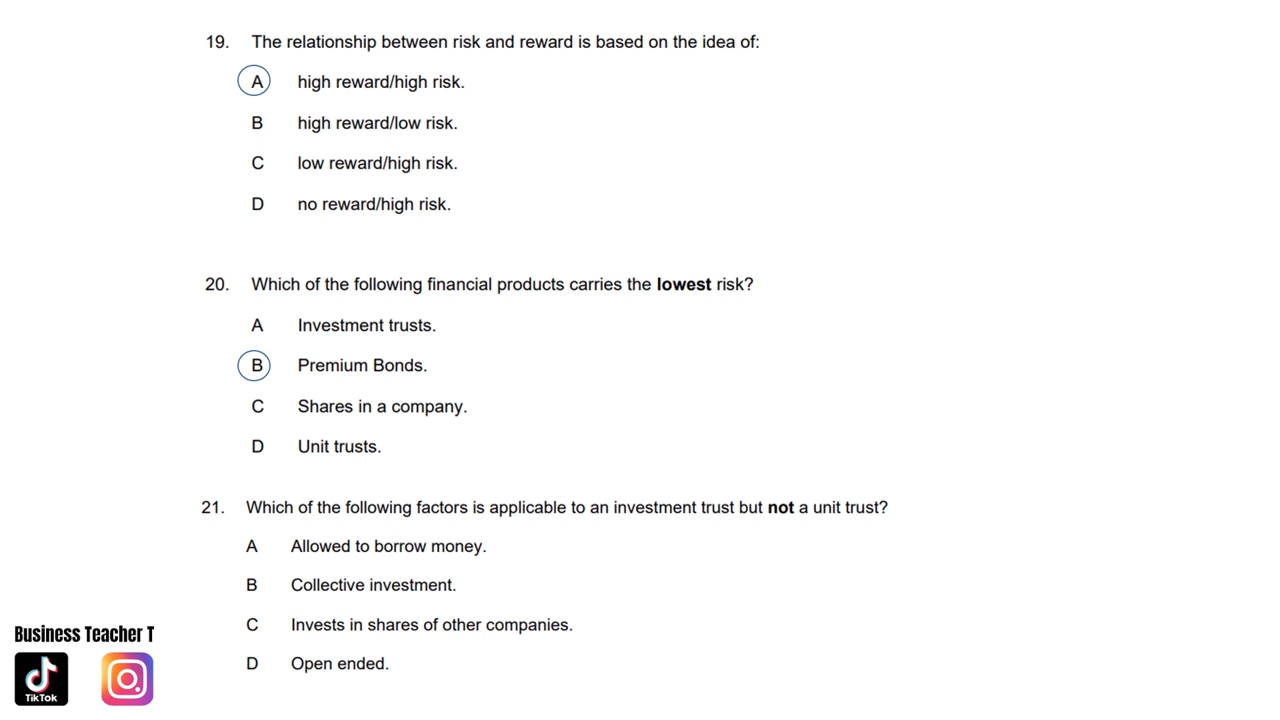 19. The relationship between risk and reward is based on the idea of:
A high reward/high risk.
B high reward/low risk.
C low reward/high risk.
D no reward/high risk.
20. Which of the following financial products carries the lowest risk?
A Investment trusts.
B Premium Bonds.
C Shares in a company.
D Unit trusts.
21. Which of the following factors is applicable to an investment trust but not a unit trust?
A Allowed to borrow money.
B Collective investment.
C Invests in shares of other companies.
D Open ended.
Business Teacher T
TikTok